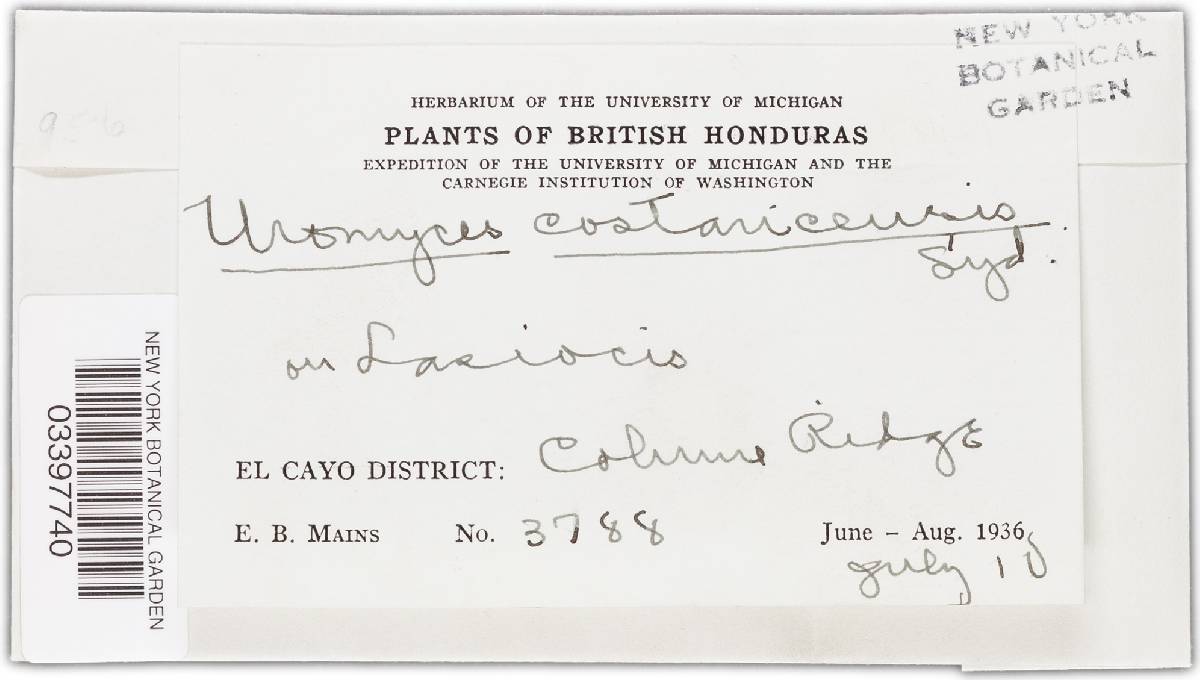 NEW YORK
BOTANICAL
GARDEN
HERBARIUM OF THE UNIVERSITY OF MICHIGAN
PLANTS OF BRITISH HONDURAS
EXPEDITION OF THE UNIVERSITY OF MICHIGAN AND THE
CARNEGIE INSTITUTION OF WASHINGTON
Uromyces costaricensis
Syd.
on Lasiacis
EL CAYO DISTRICT: Cohune Ridge
E. B. MAINS No. 3788 June – Aug. 1936
July 10
NEW YORK BOTANICAL GARDEN
03397740